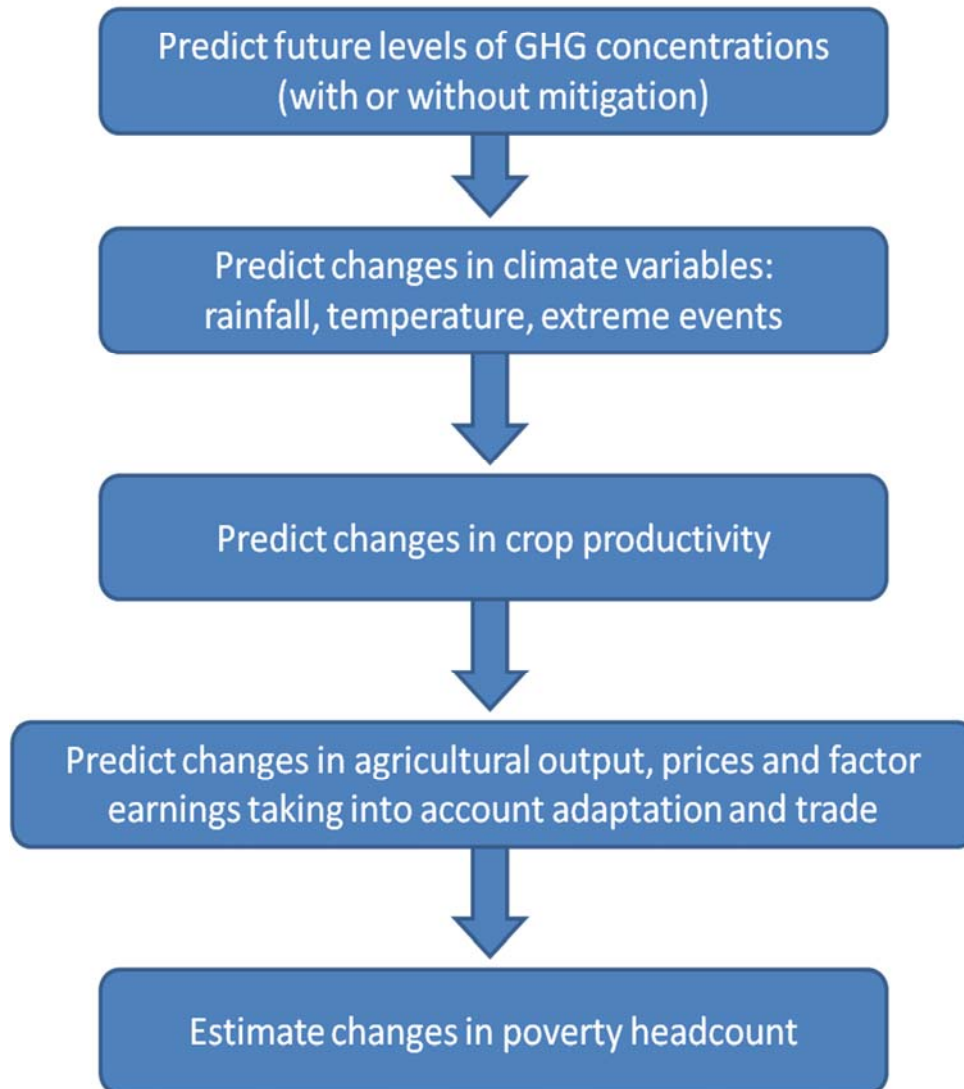 Predict future levels of GHG concentrations
(with or without mitigation)
Predict changes in climate variables:
rainfall, temperature, extreme events
Predict changes in crop productivity
Predict changes in agricultural output, prices and factor
earnings taking into account adaptation and trade
Estimate changes in poverty headcount